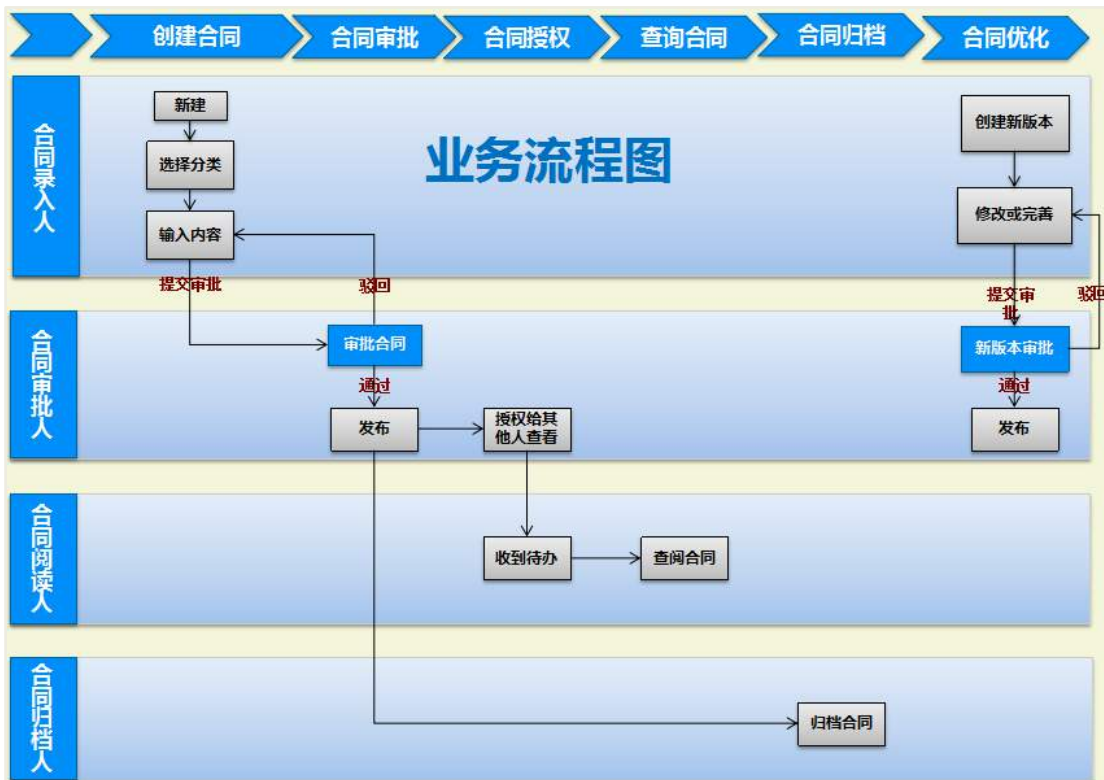 创建合同
合同审批
合同授权
查询合同
合同归档
合同优化
合同录入人
业务流程图
新建
选择分类
输入内容
提交审批
驳回
创建新版本
修改或完善
提交审
批
驳回
合同审批人
审批合同
通过
发布
授权给其
他人查看
新版本审批
通过
发布
合同阅读人
收到待办
查阅合同
合同归档人
归档合同